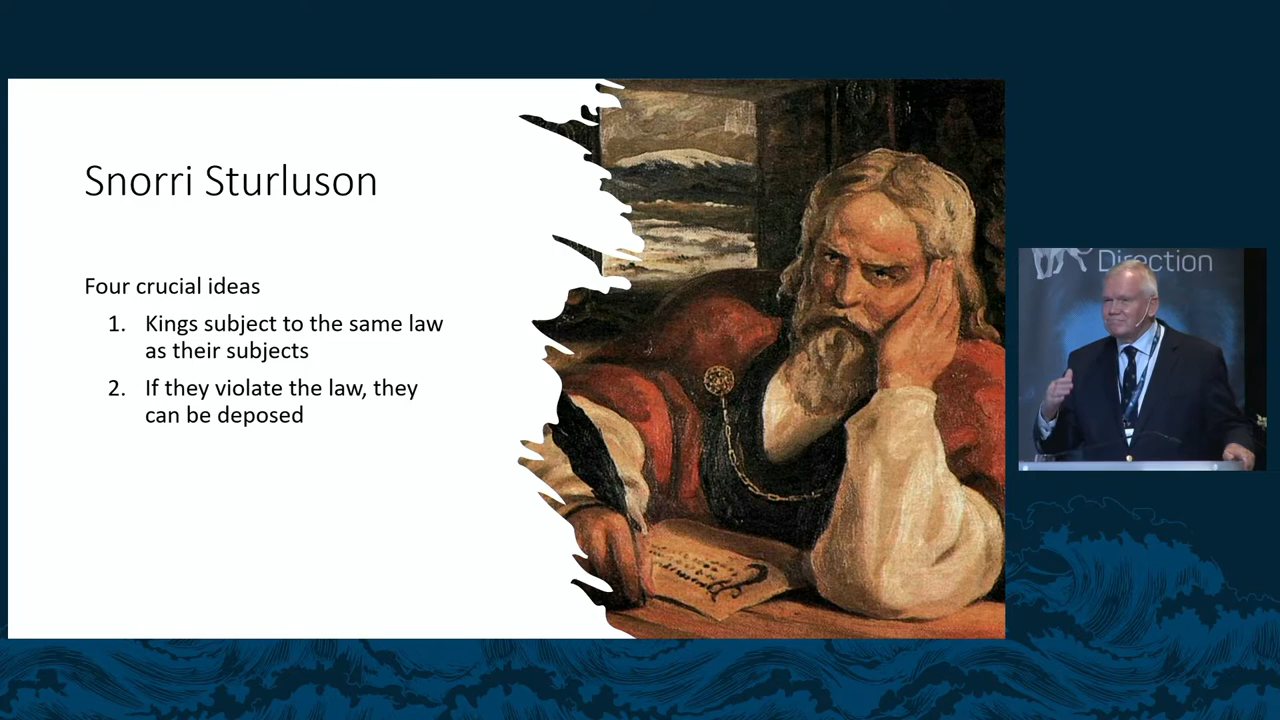 Snorri Sturluson
Four crucial ideas
1. Kings subject to the same law
as their subjects
2. If they violate the law, they
can be deposed
Direction